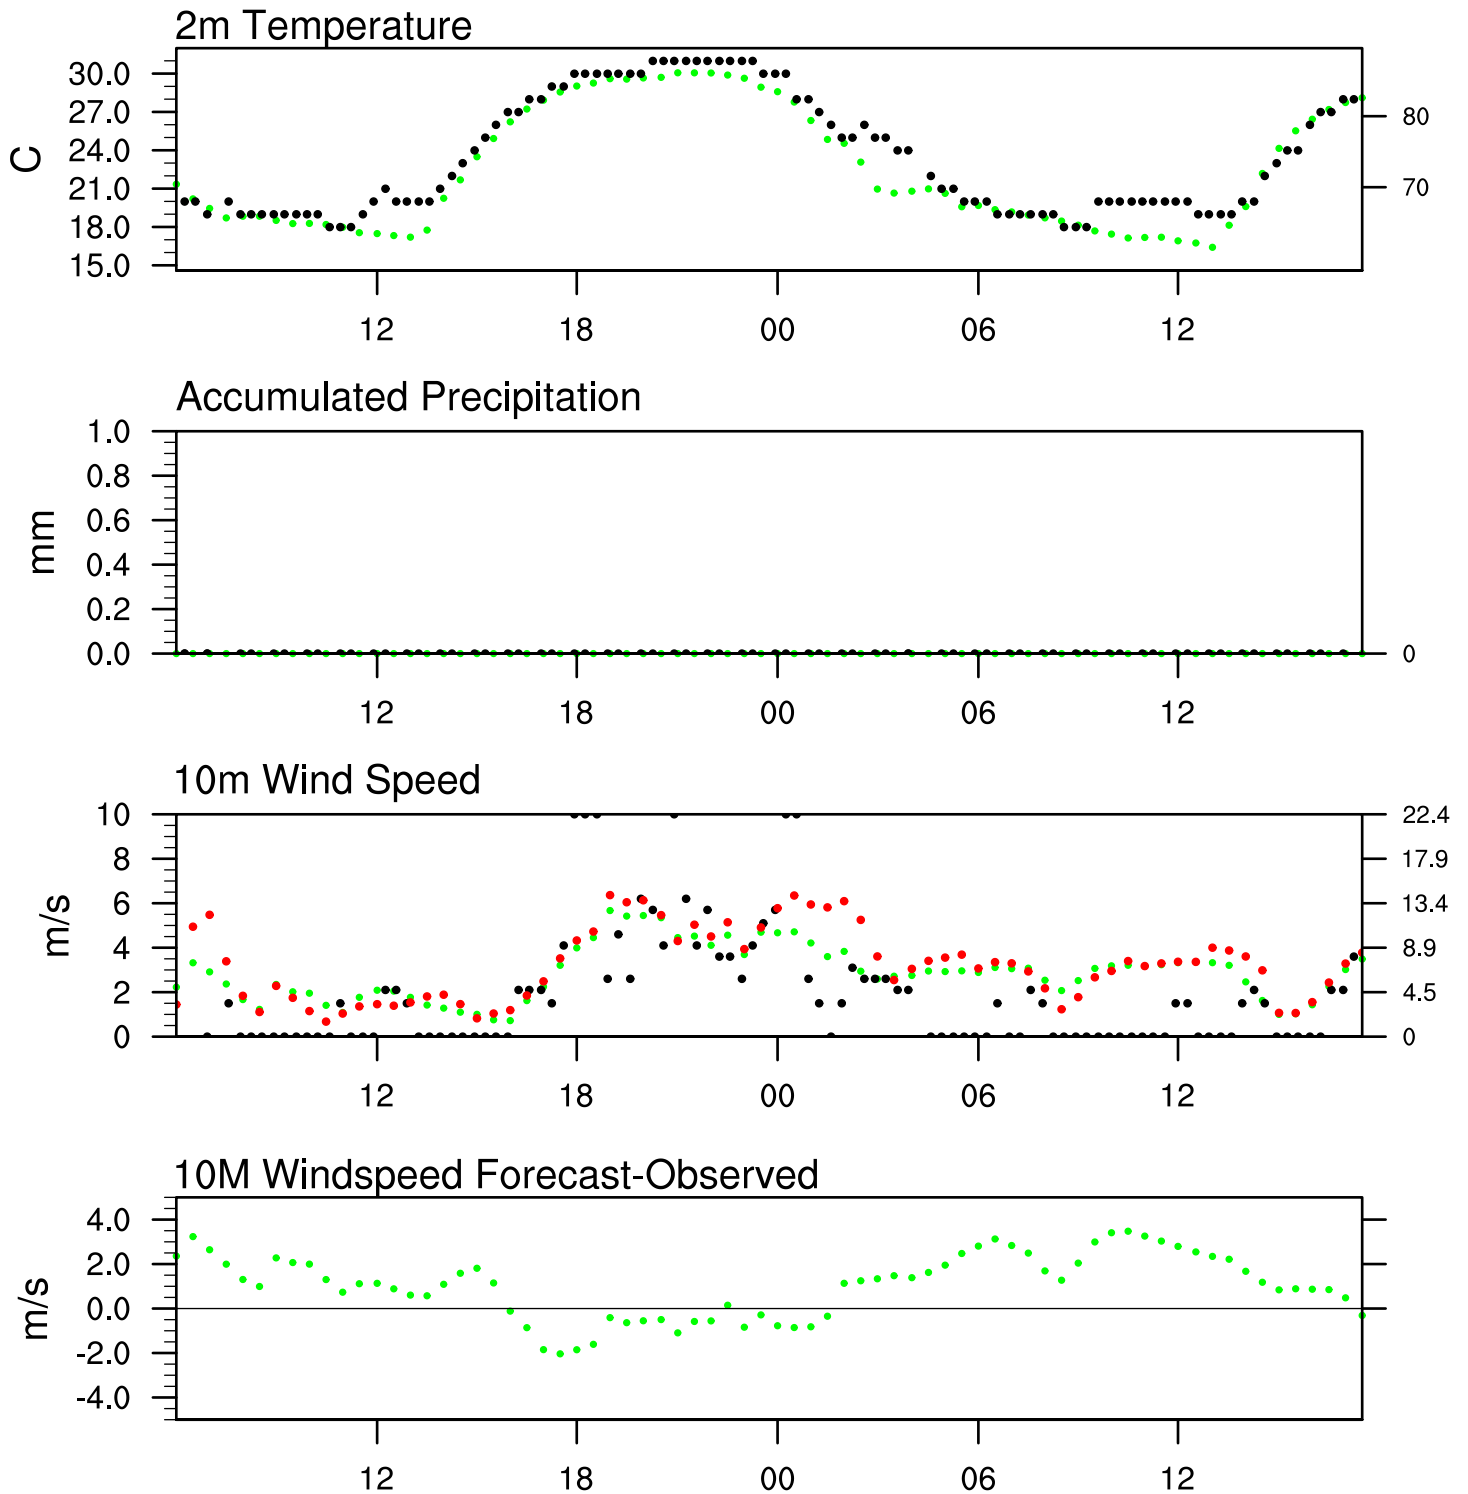 2m Temperature
30.0
27.0
24.0
21.0
18.0
15.0
C
80
70
12 18 00 06 12
Accumulated Precipitation
1.0
0.8
0.6
0.4
0.2
0.0
mm
0
12 18 00 06 12
10m Wind Speed
10
8
6
4
2
0
m/s
22.4
17.9
13.4
8.9
4.5
0
12 18 00 06 12
10M Windspeed Forecast-Observed
4.0
2.0
0.0
-2.0
-4.0
m/s
12 18 00 06 12